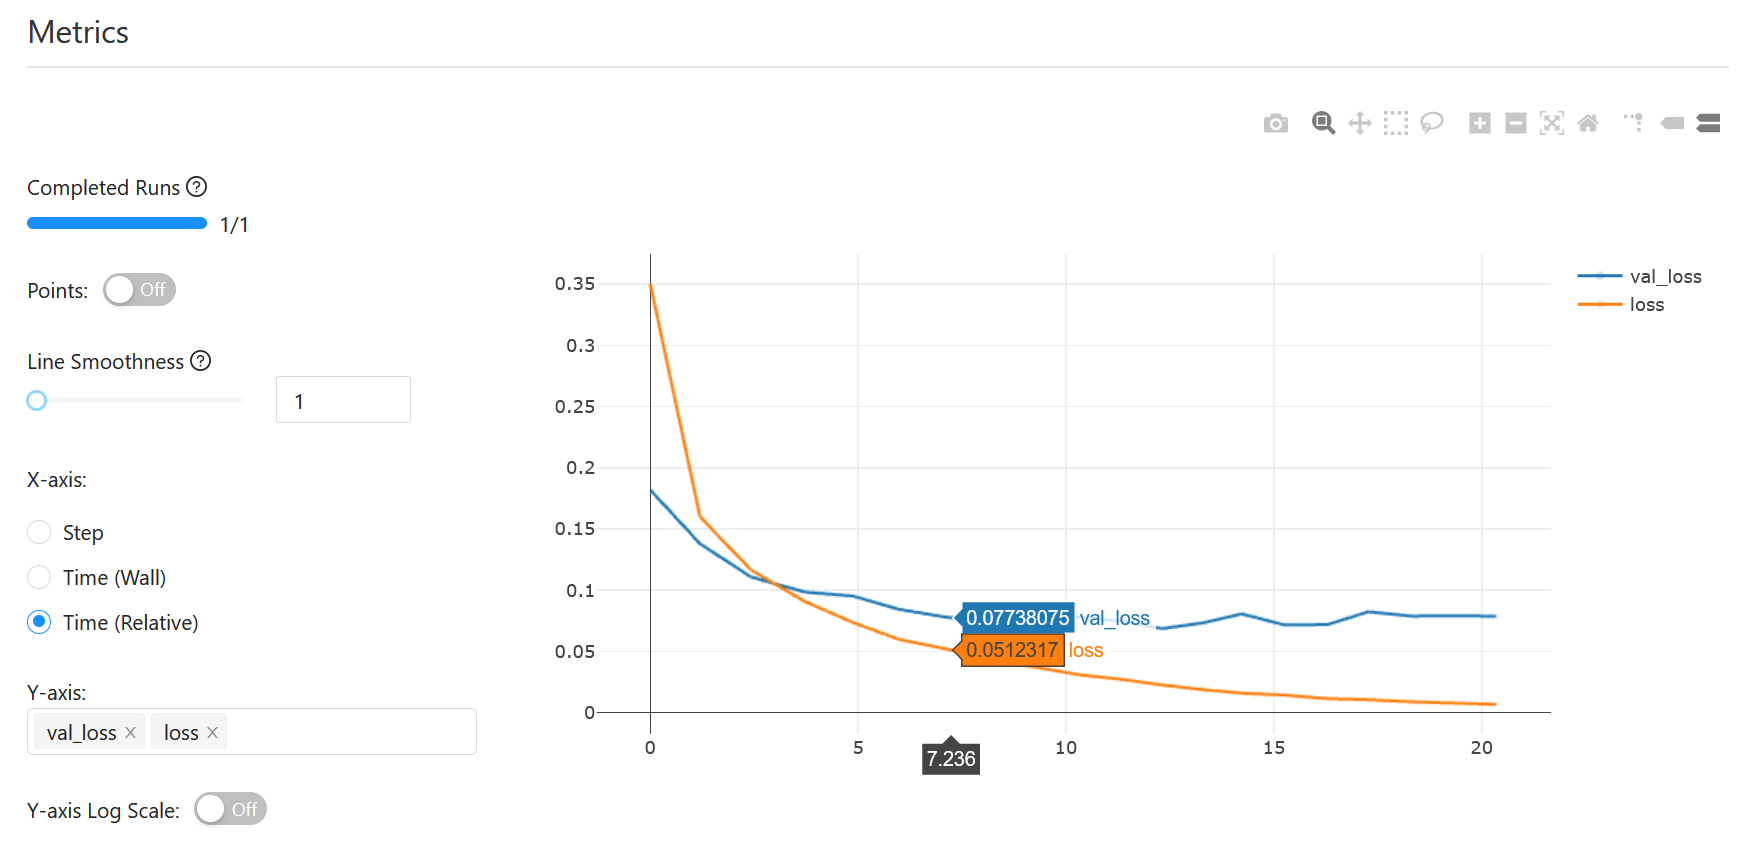 Metrics
Completed Runs ?
1/1
Points: Off
Line Smoothness ?
1
X-axis:
Step
Time (Wall)
Time (Relative)
Y-axis:
val_loss × loss ×
Y-axis Log Scale: Off
0.35
0.3
0.25
0.2
0.15
0.1
0.05
0
0 5 10 15 20
7.236
0.07738075 val_loss
0.0512317 loss
val_loss
loss